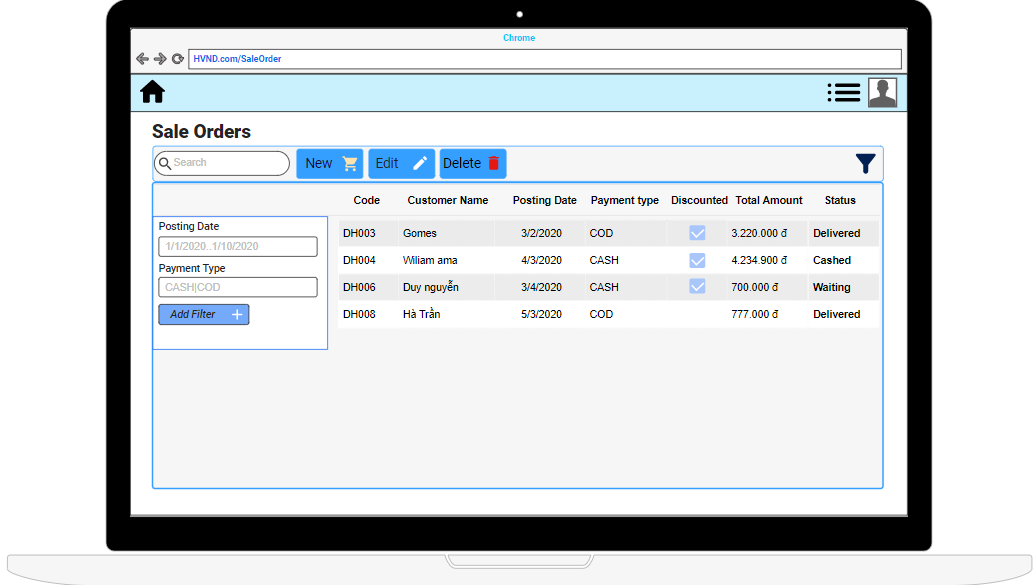 Chrome
HVND.com/SaleOrder
Sale Orders
Search New Edit Delete
Code Customer Name Posting Date Payment type Discounted Total Amount Status
Posting Date
1/1/2020..1/10/2020
Payment Type
CASH|COD
Add Filter
DH003 Gomes 3/2/2020 COD 3.220.000 đ Delivered
DH004 Wiliam ama 4/3/2020 CASH 4.234.900 đ Cashed
DH006 Duy nguyễn 3/4/2020 CASH 700.000 đ Waiting
DH008 Hà Trần 5/3/2020 COD 777.000 đ Delivered